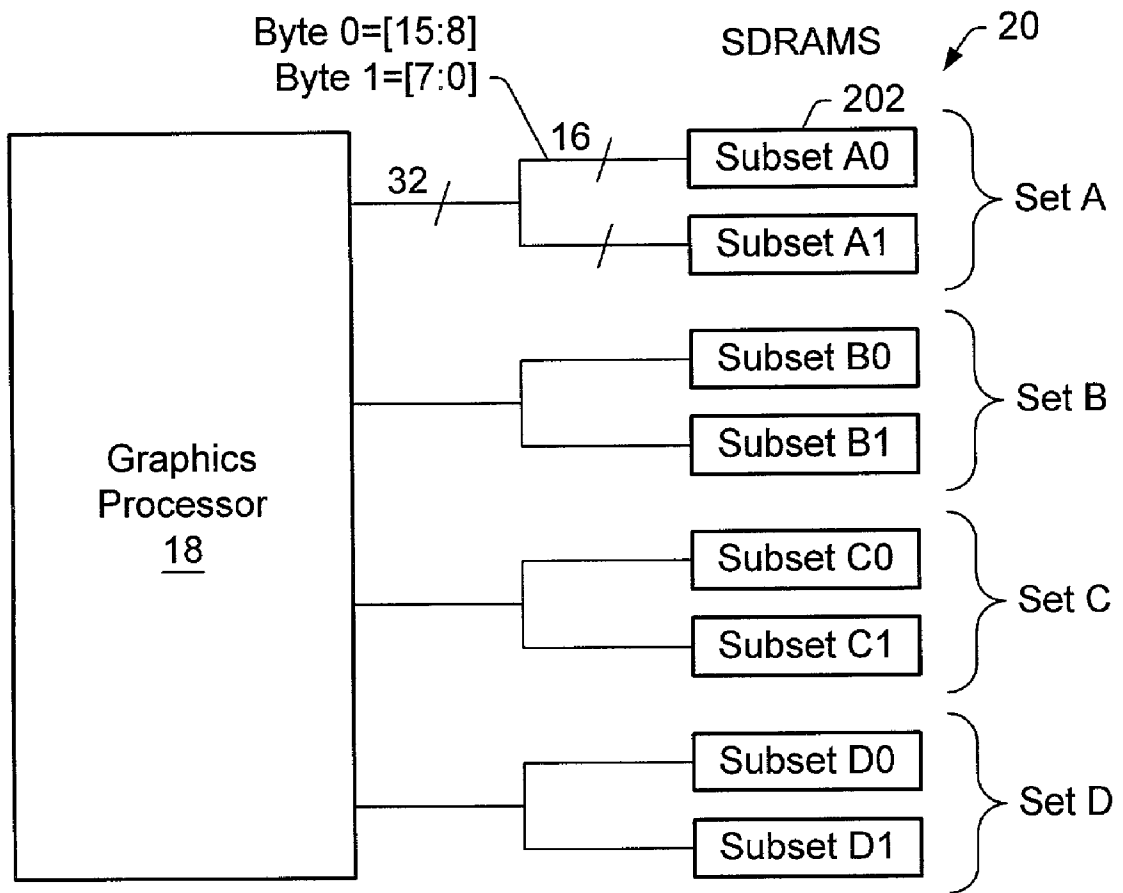 Byte 0=[15:8]
Byte 1=[7:0]
SDRAMS
20
202
16
32
Subset A0
Subset A1
Set A
Subset B0
Subset B1
Set B
Graphics
Processor
18
Subset C0
Subset C1
Set C
Subset D0
Subset D1
Set D